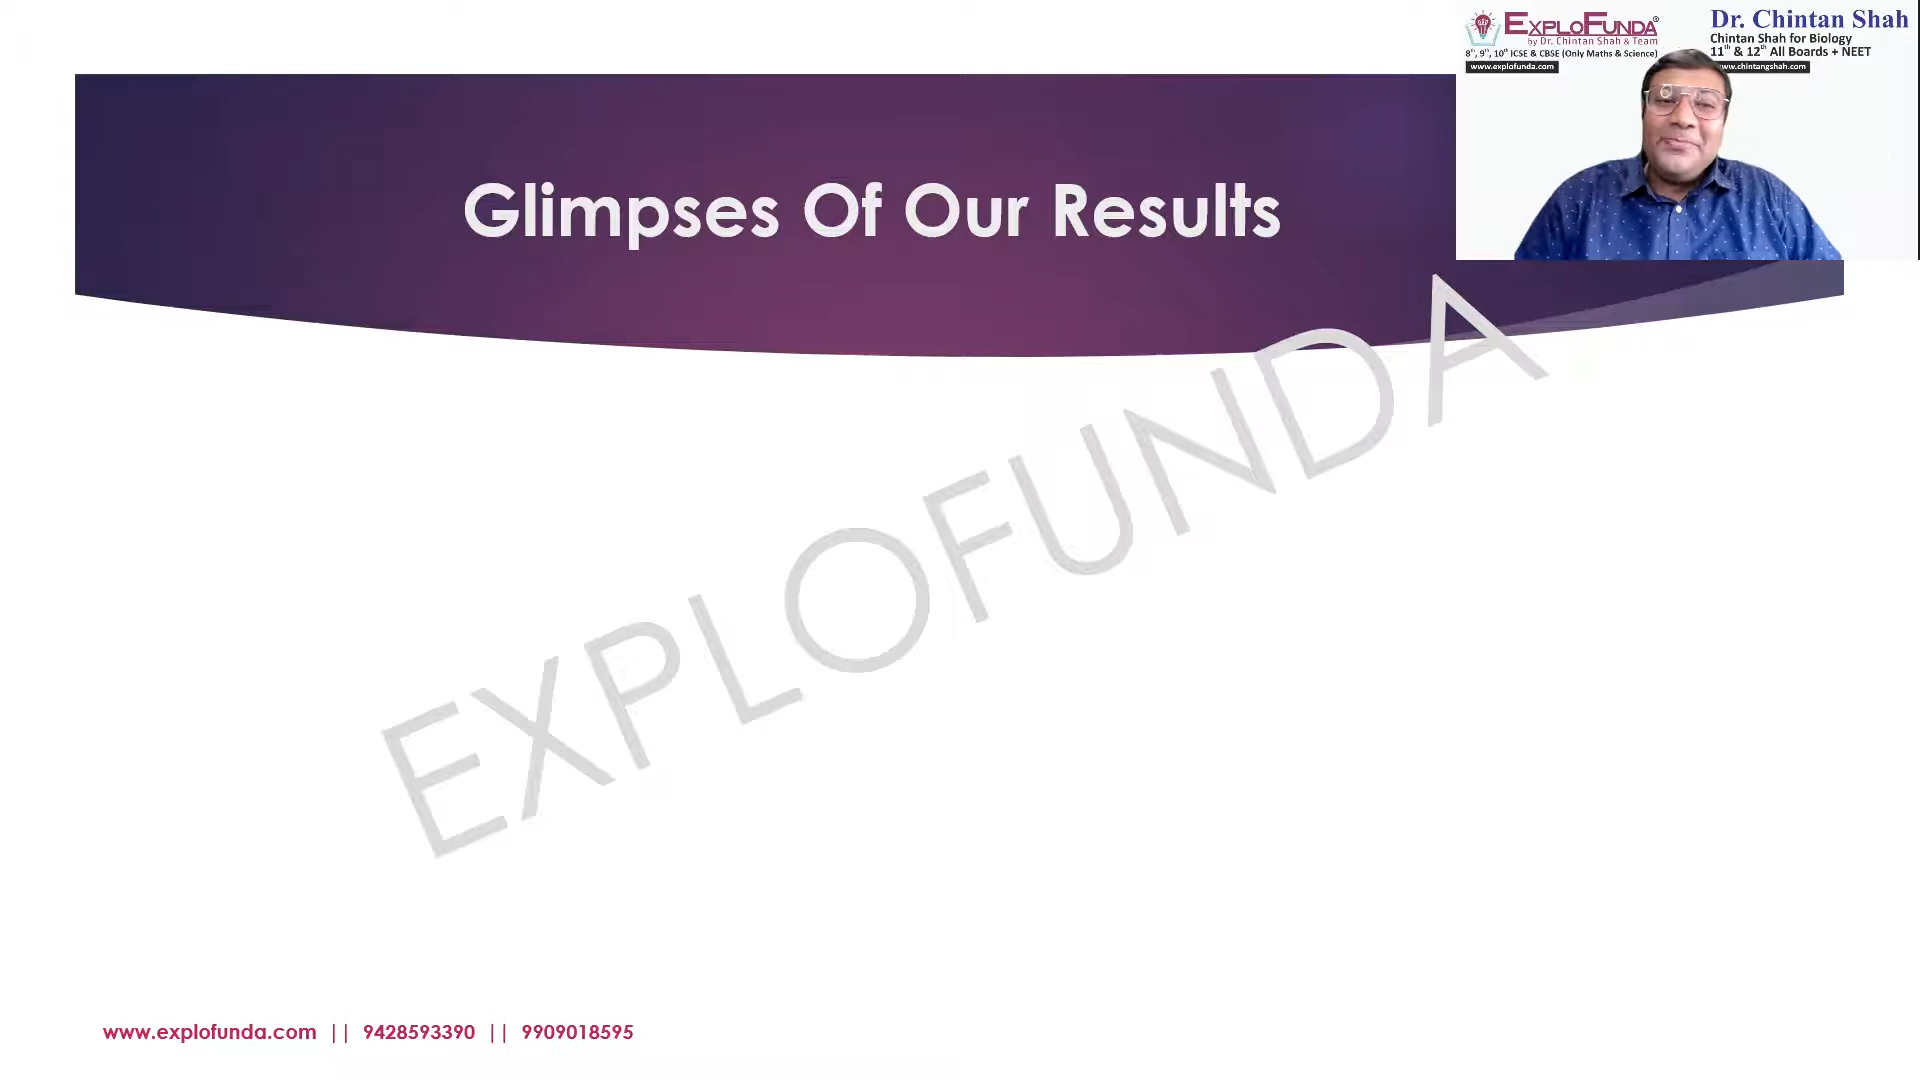 EXPLOFUNDA®
by Dr. Chintan Shah & Team
8th, 9th, 10th ICSE & CBSE (Only Maths & Science)
www.explofunda.com
Dr. Chintan Shah
Chintan Shah for Biology
11th & 12th All Boards + NEET
www.chintangshah.com
Glimpses Of Our Results
EXPLOFUNDA
www.explofunda.com || 9428593390 || 9909018595